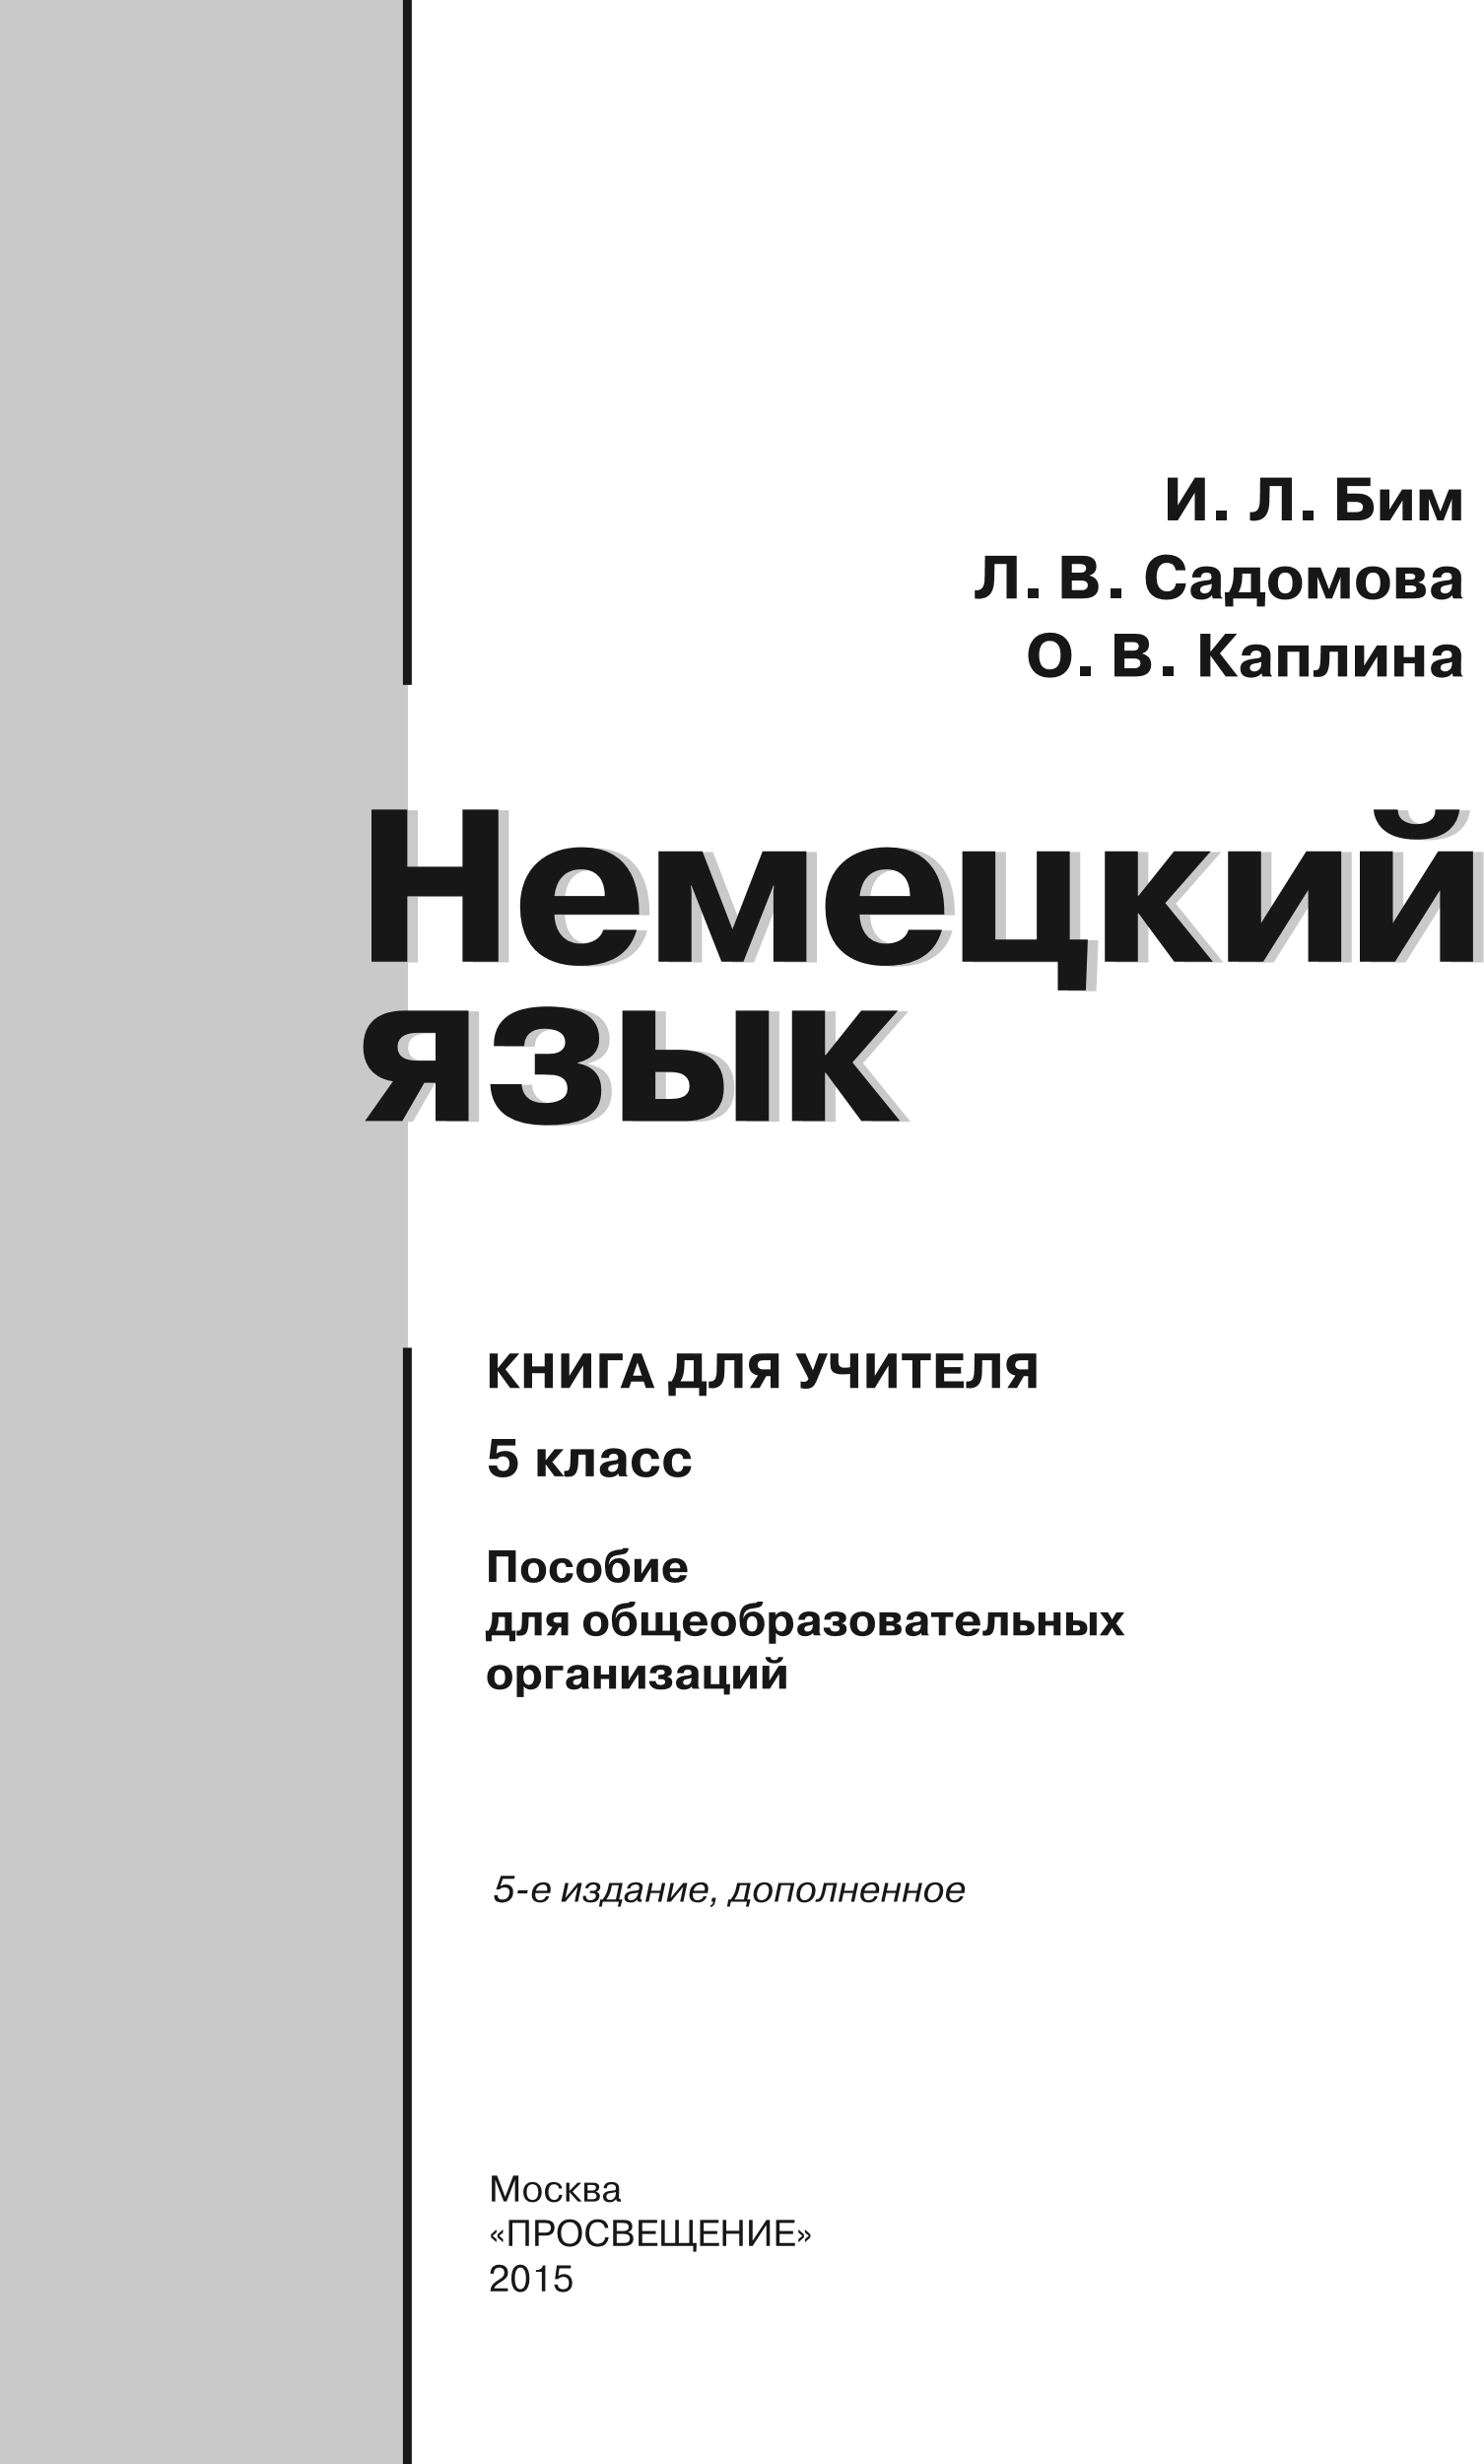 И. Л. Бим
Л. В. Садомова
О. В. Каплина
Немецкий
язык
КНИГА ДЛЯ УЧИТЕЛЯ
5 класс
Пособие
для общеобразовательных
организаций
5-е издание, дополненное
Москва
«ПРОСВЕЩЕНИЕ»
2015